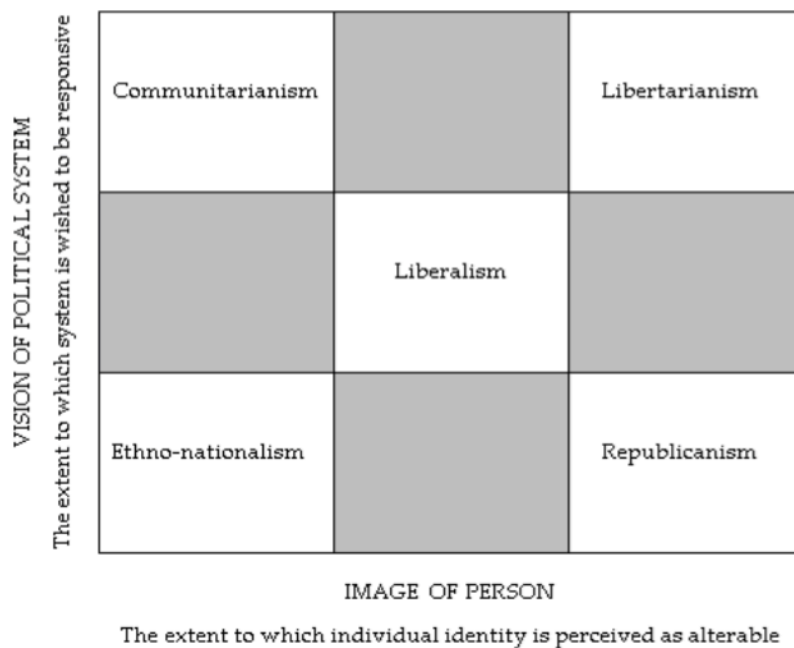 VISION OF POLITICAL SYSTEM
The extent to which system is wished to be responsive
Communitarianism
Libertarianism
Liberalism
Ethno-nationalism
Republicanism
IMAGE OF PERSON
The extent to which individual identity is perceived as alterable